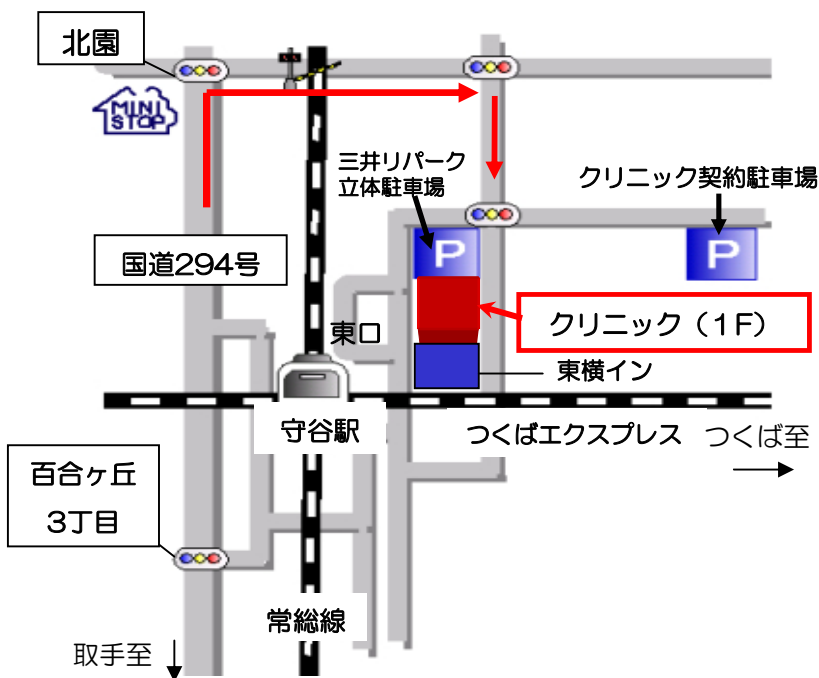 北園
MINI
STOP
三井リパーク
立体駐車場
クリニック契約駐車場
P
P
国道294号
クリニック（1F）
東口
東横イン
守谷駅
つくばエクスプレス
つくば至
百合ヶ丘
3丁目
常総線
取手至